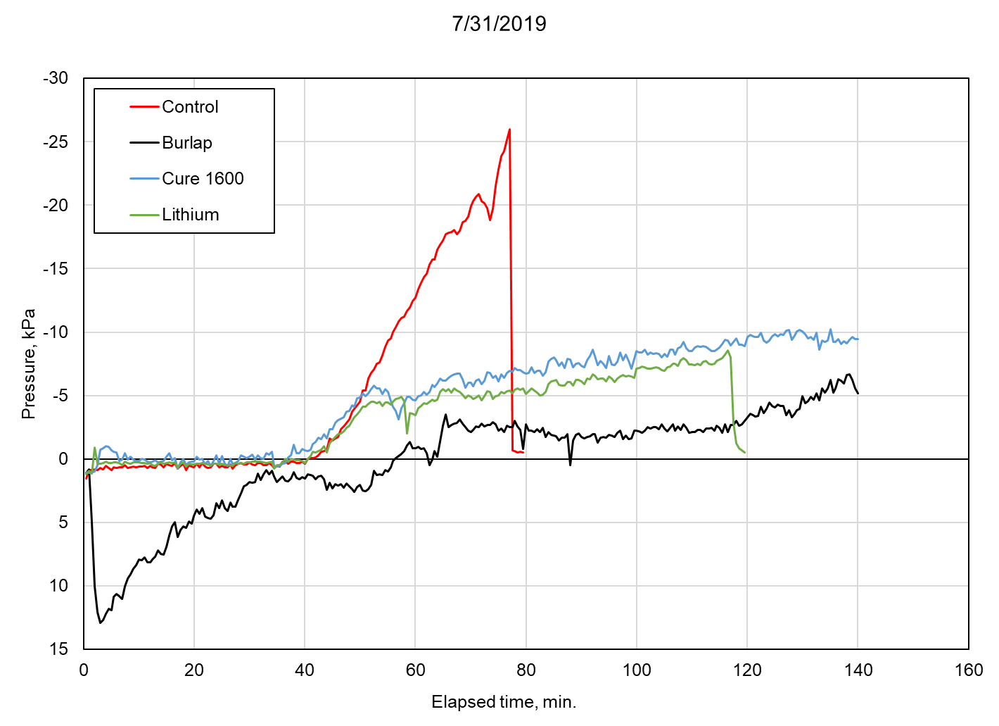 7/31/2019
-30
-25
-20
-15
-10
-5
0
5
10
15
Pressure, kPa
Control
Burlap
Cure 1600
Lithium
0 20 40 60 80 100 120 140 160
Elapsed time, min.